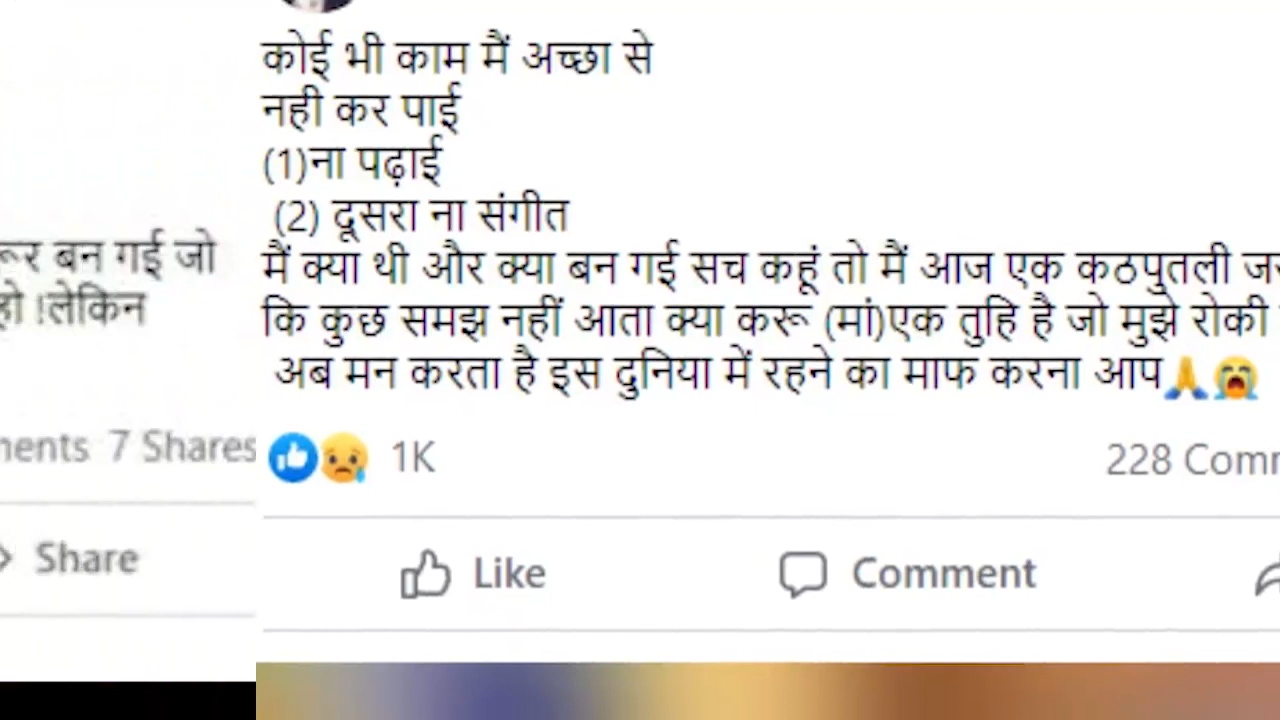 बन गई जो
!लेकिन
7 Shares
Share
कोई भी काम मैं अच्छा से
नही कर पाई
(1)ना पढ़ाई
(2) दूसरा ना संगीत
मैं क्या थी और क्या बन गई सच कहूं तो मैं आज एक कठपुतली
कि कुछ समझ नहीं आता क्या करू (मां)एक तुहि है जो मुझे रोकी
अब मन करता है इस दुनिया में रहने का माफ करना आप🙏😭
1K
228
Like
Comment